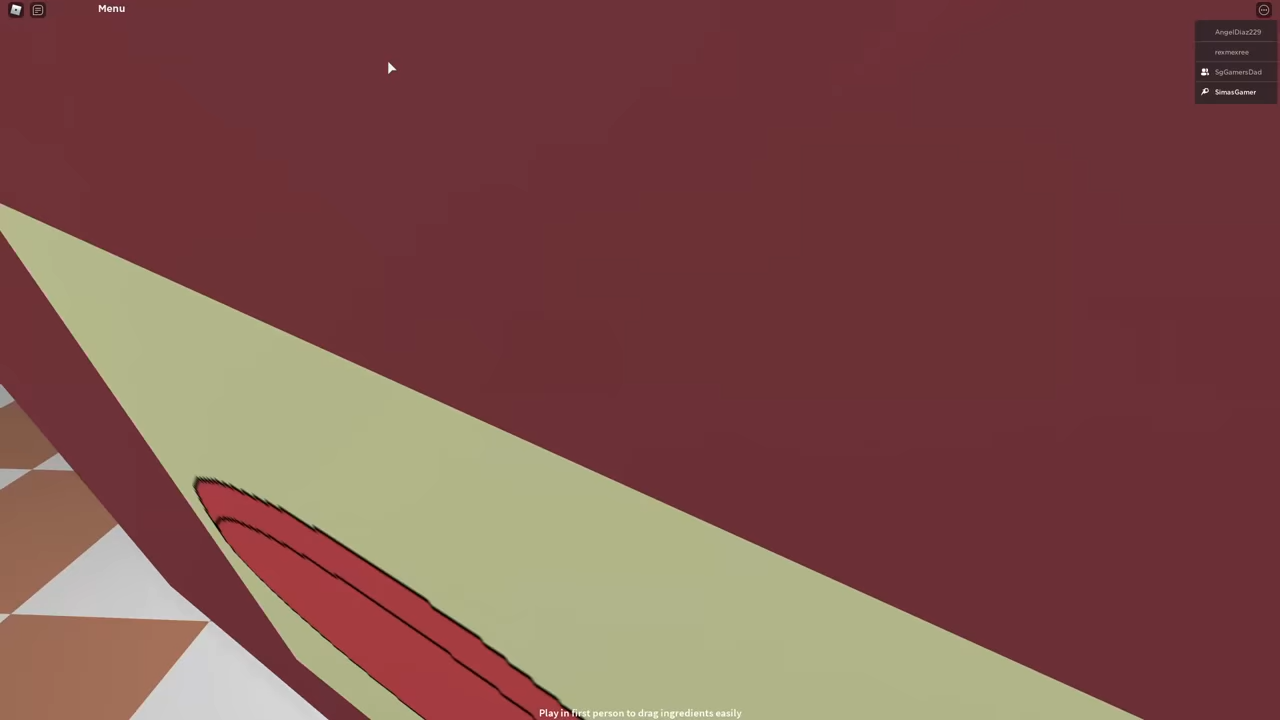 Menu
AngelDiaz229
rexmexree
SgGamersDad
SimasGamer
Play in first person to drag ingredients easily